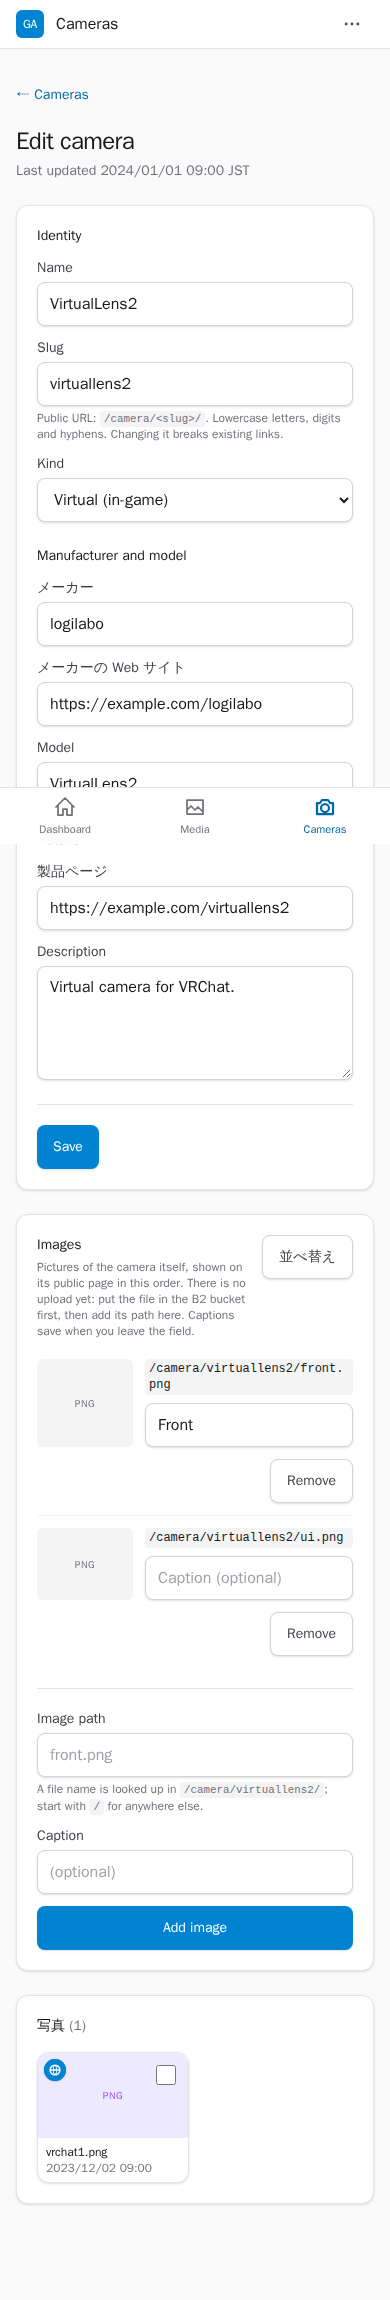 GA Cameras
← Cameras
Edit camera
Last updated 2024/01/01 09:00 JST
Identity
Name
VirtualLens2
Slug
virtuallens2
Public URL: /camera/<slug>/. Lowercase letters, digits
and hyphens. Changing it breaks existing links.
Kind
Virtual (in-game)
Manufacturer and model
メーカー
logilabo
メーカーの Web サイト
https://example.com/logilabo
Model
VirtualLens2
Dashboard
Media
Cameras
製品ページ
https://example.com/virtuallens2
Description
Virtual camera for VRChat.
Save
Images
並べ替え
Pictures of the camera itself, shown on
its public page in this order. There is no
upload yet: put the file in the B2 bucket
first, then add its path here. Captions
save when you leave the field.
PNG
/camera/virtuallens2/front.
png
Front
Remove
PNG
/camera/virtuallens2/ui.png
Caption (optional)
Remove
Image path
front.png
A file name is looked up in /camera/virtuallens2/;
start with / for anywhere else.
Caption
(optional)
Add image
写真 (1)
PNG
vrchat1.png
2023/12/02 09:00